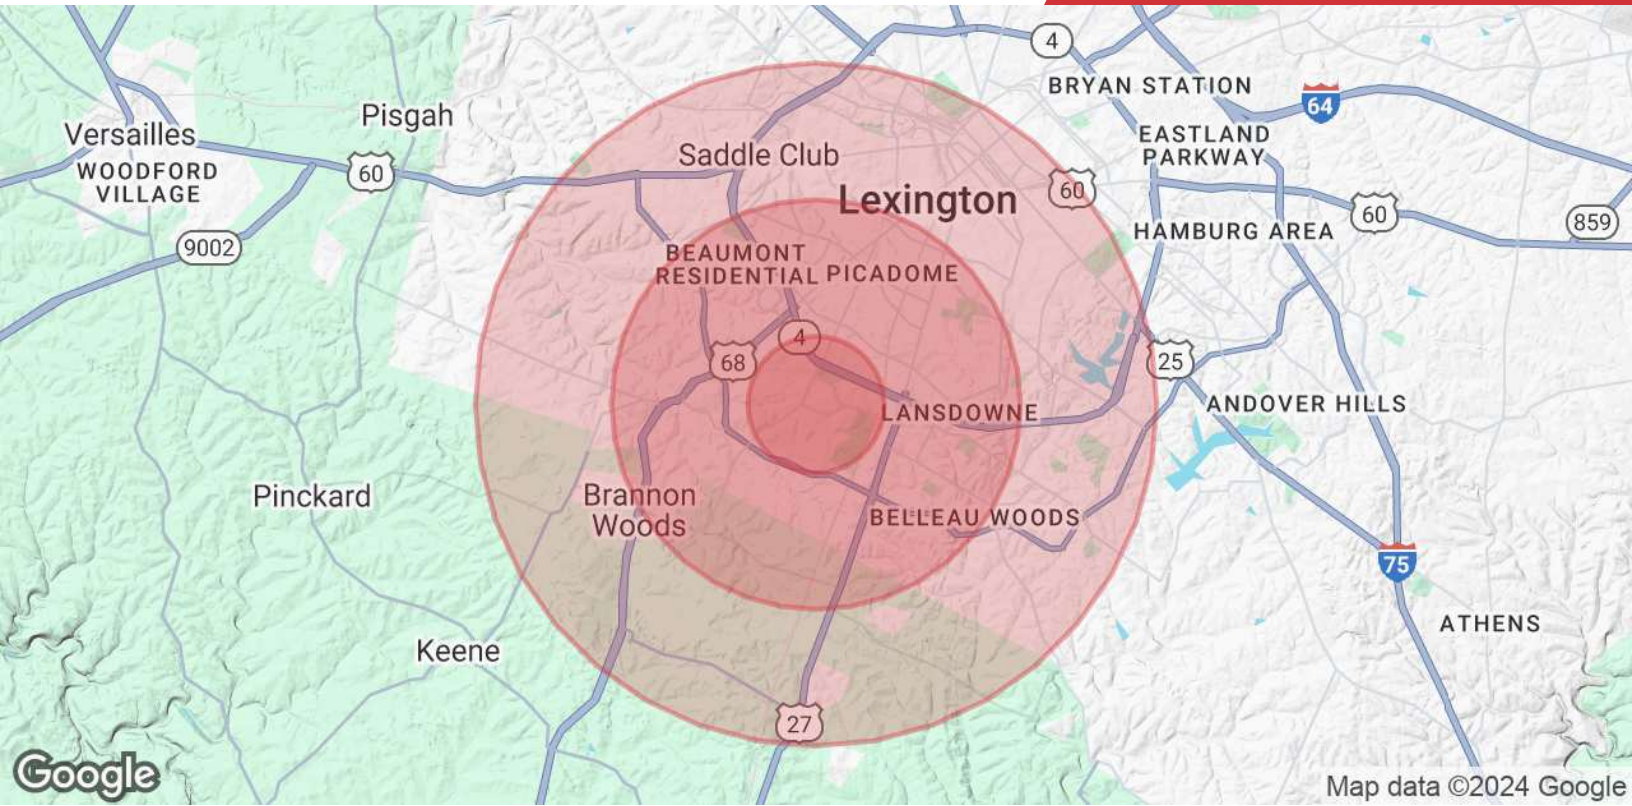 4
BRYAN STATION
64
Pisgah
Versailles
EASTLAND
PARKWAY
Saddle Club
WOODFORD
VILLAGE
60
60
Lexington
60
859
9002
HAMBURG AREA
BEAUMONT
RESIDENTIAL
PICADOME
4
68
25
LANSDOWNE
ANDOVER HILLS
Pinckard
Brannon
Woods
BELLEAU WOODS
75
ATHENS
Keene
27
Google
Map data ©2024 Google